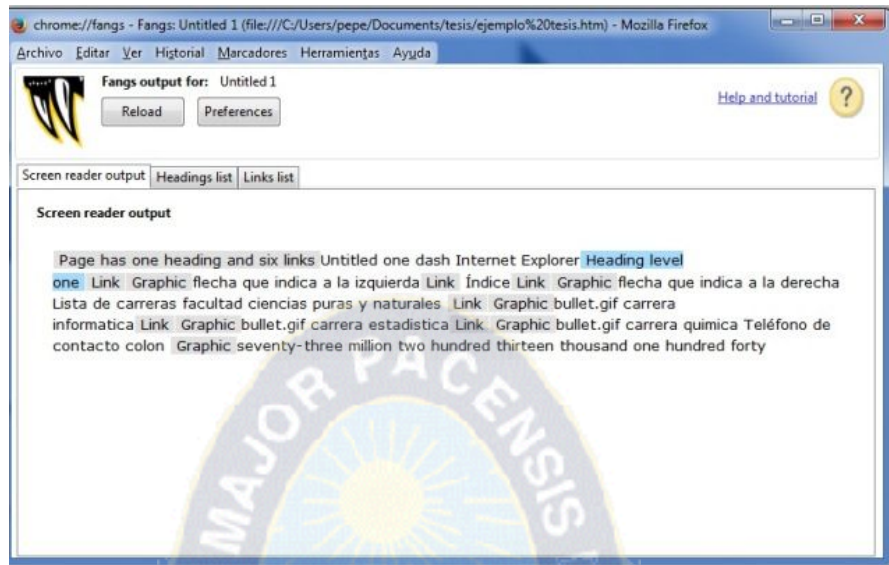 chrome://fangs - Fangs: Untitled 1 (file:///C:/Users/pepe/Documents/tesis/ejemplo%20tesis.htm) - Mozilla Firefox
Archivo Editar Ver Historial Marcadores Herramientas Ayuda
Fangs output for: Untitled 1
Reload Preferences
Help and tutorial ?
Screen reader output Headings list Links list
Screen reader output
Page has one heading and six links Untitled one dash Internet Explorer Heading level
one Link Graphic flecha que indica a la izquierda Link Índice Link Graphic flecha que indica a la derecha
Lista de carreras facultad ciencias puras y naturales Link Graphic bullet.gif carrera
informatica Link Graphic bullet.gif carrera estadistica Link Graphic bullet.gif carrera quimica Teléfono de
contacto colon Graphic seventy-three million two hundred thirteen thousand one hundred forty
MAJOR PACENSIS